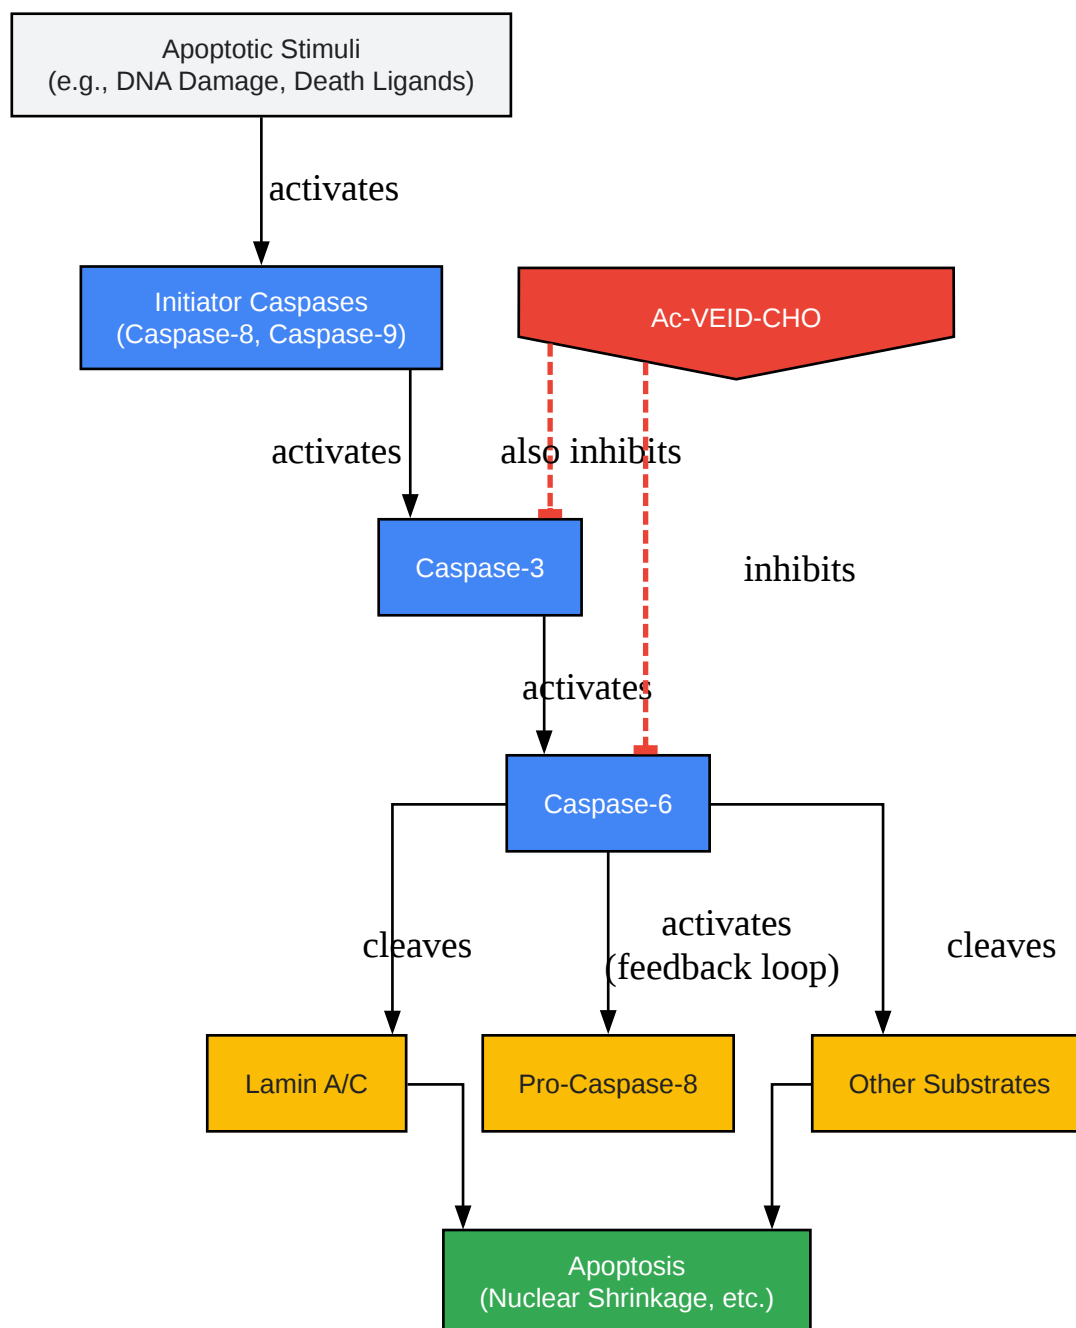 Apoptotic Stimuli
(e.g., DNA Damage, Death Ligands)
activates
Initiator Caspases
(Caspase-8, Caspase-9)
Ac-VEID-CHO
activates
also inhibits
Caspase-3
inhibits
activates
Caspase-6
cleaves
activates
(feedback loop)
cleaves
Lamin A/C
Pro-Caspase-8
Other Substrates
Apoptosis
(Nuclear Shrinkage, etc.)